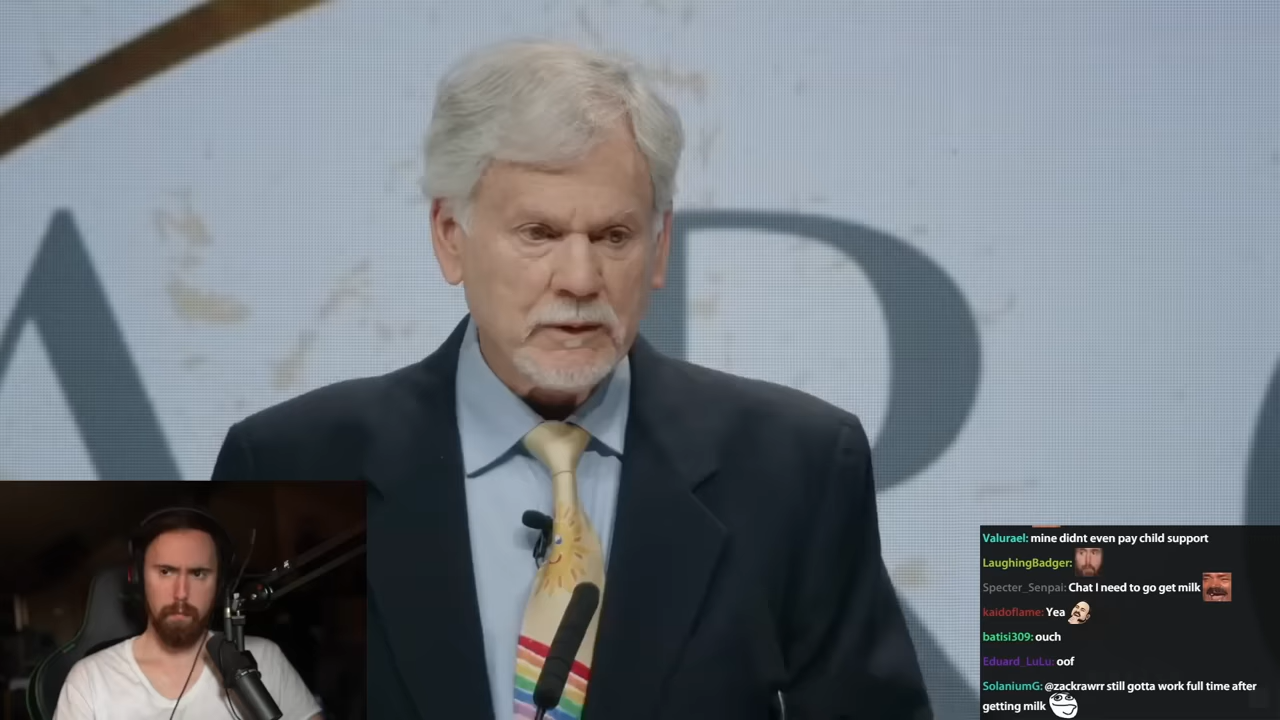 A R
Valurael: mine didnt even pay child support
LaughingBadger:
Specter_Senpai: Chat I need to go get milk
kaidoflame: Yea
batisi309: ouch
Eduard_LuLu: oof
SolaniumG: @zackrawrr still gotta work full time after
getting milk